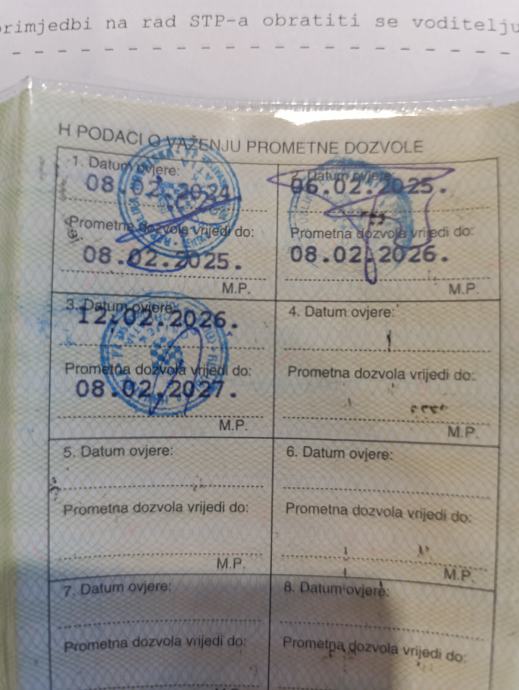 primjedbi na rad STP-a obratiti se voditelju
H PODACI O VAŽENJU PROMETNE DOZVOLE
1. Datum ovjere:
08.02.2024.
Prometna dozvola vrijedi do:
08.02.2025.
M.P.
2. Datum ovjere:
06.02.2025.
Prometna dozvola vrijedi do:
08.02.2026.
M.P.
3. Datum ovjere:
12.02.2026.
Prometna dozvola vrijedi do:
08.02.2027.
M.P.
4. Datum ovjere:
Prometna dozvola vrijedi do:
M.P.
5. Datum ovjere:
Prometna dozvola vrijedi do:
M.P.
6. Datum ovjere:
Prometna dozvola vrijedi do:
M.P.
7. Datum ovjere:
Prometna dozvola vrijedi do:
8. Datum ovjere:
Prometna dozvola vrijedi do: